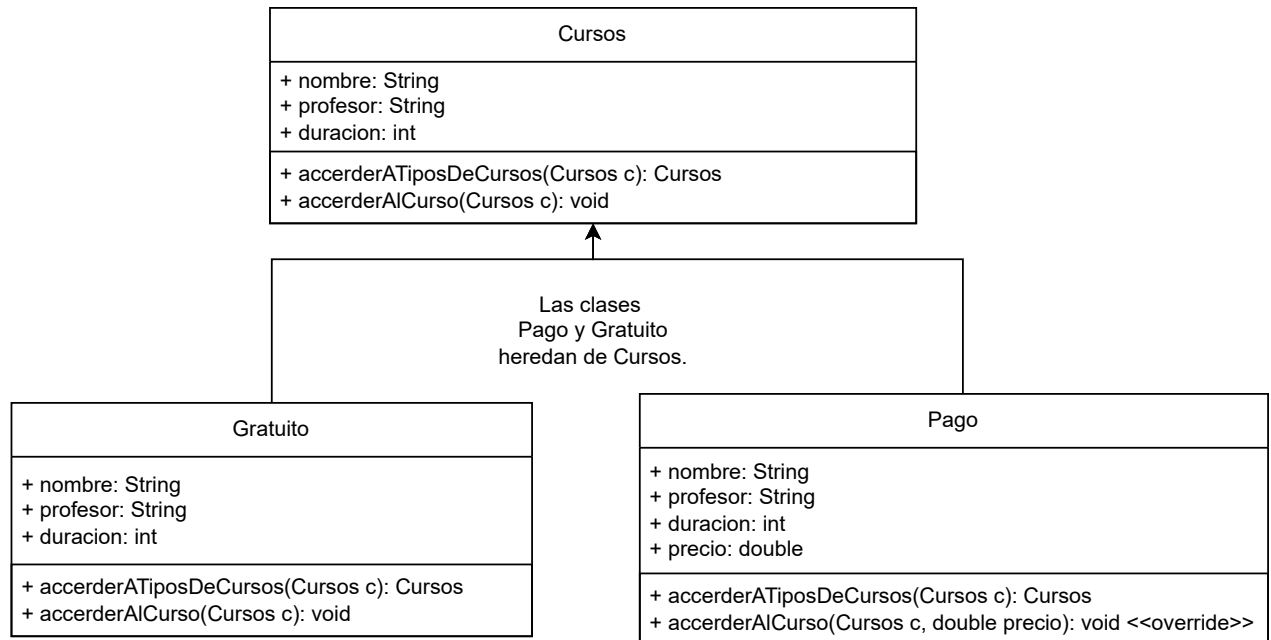 Cursos
+ nombre: String
+ profesor: String
+ duracion: int
+ accerderATiposDeCursos(Cursos c): Cursos
+ accerderAlCurso(Cursos c): void
Las clases
Pago y Gratuito
heredan de Cursos.
Gratuito
+ nombre: String
+ profesor: String
+ duracion: int
+ accerderATiposDeCursos(Cursos c): Cursos
+ accerderAlCurso(Cursos c): void
Pago
+ nombre: String
+ profesor: String
+ duracion: int
+ precio: double
+ accerderATiposDeCursos(Cursos c): Cursos
+ accerderAlCurso(Cursos c, double precio): void <<override>>